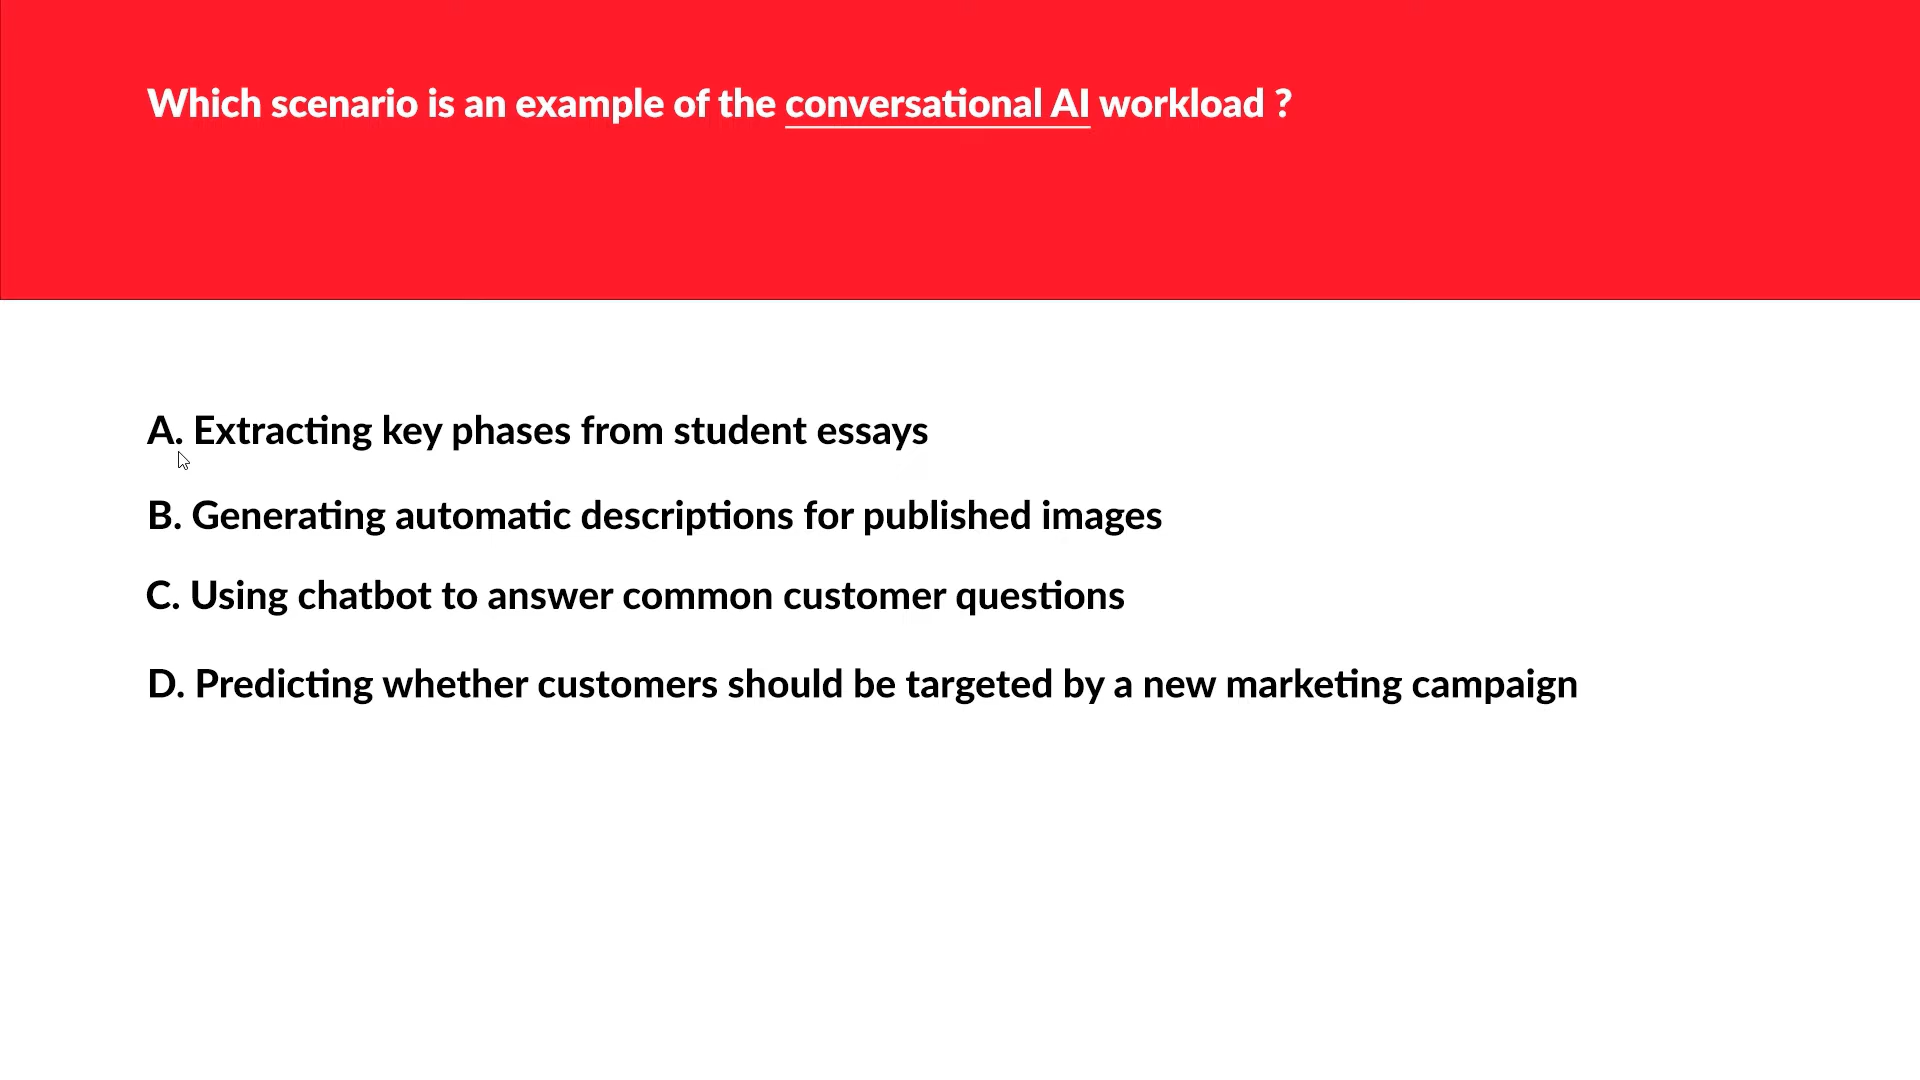 Which scenario is an example of the conversational AI workload ?
A. Extracting key phases from student essays
B. Generating automatic descriptions for published images
C. Using chatbot to answer common customer questions
D. Predicting whether customers should be targeted by a new marketing campaign